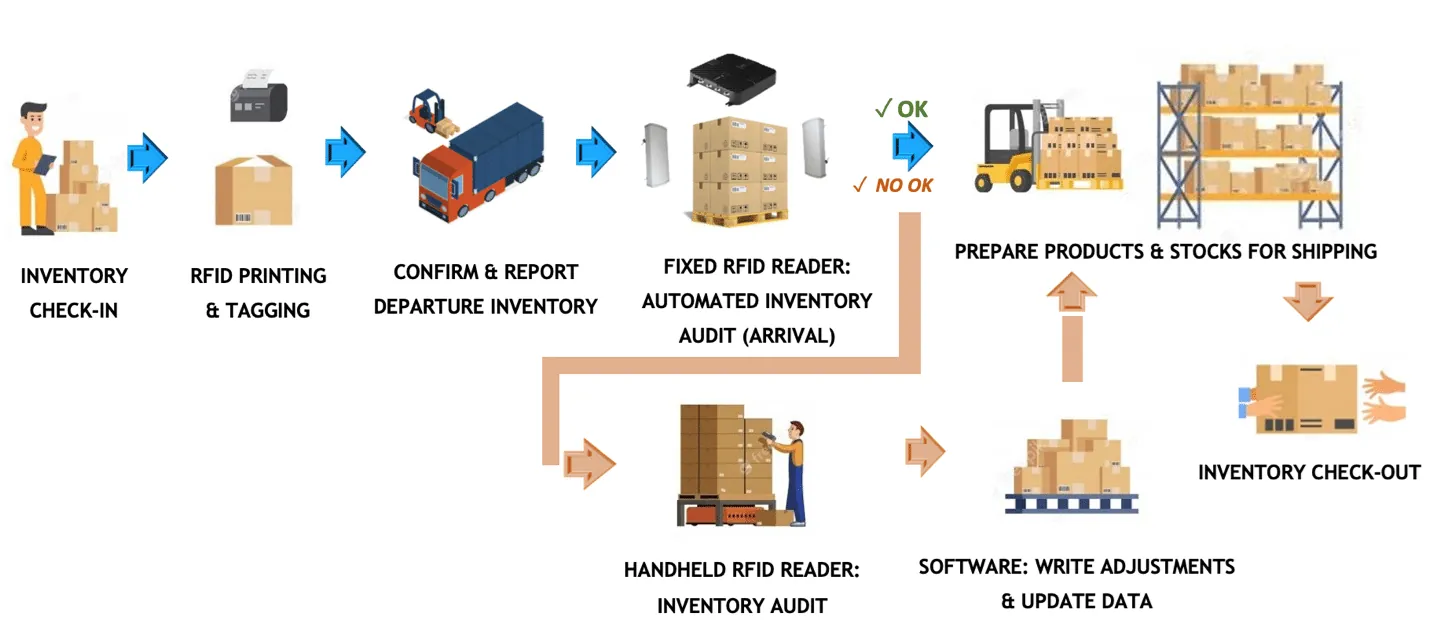 ✓ OK
✓ NO OK
INVENTORY
CHECK-IN
RFID PRINTING
& TAGGING
CONFIRM & REPORT
DEPARTURE INVENTORY
FIXED RFID READER:
AUTOMATED INVENTORY
AUDIT (ARRIVAL)
PREPARE PRODUCTS & STOCKS FOR SHIPPING
HANDHELD RFID READER:
INVENTORY AUDIT
SOFTWARE: WRITE ADJUSTMENTS
& UPDATE DATA
INVENTORY CHECK-OUT